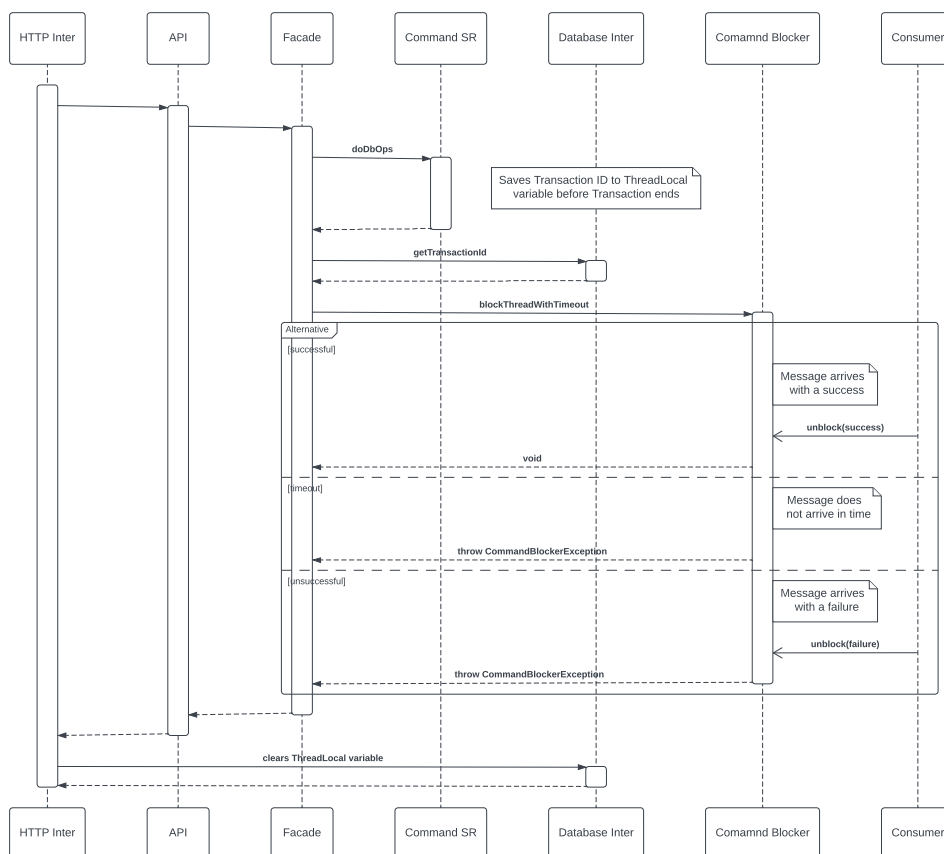 HTTP Inter
API
Facade
Command SR
Database Inter
Comamnd Blocker
Consumer
doDbOps
Saves Transaction ID to ThreadLocal
variable before Transaction ends
getTransactionId
blockThreadWithTimeout
Alternative
[successful]
Message arrives
with a success
unblock(success)
void
[timeout]
Message does
not arrive in time
throw CommandBlockerException
[unsuccessful]
Message arrives
with a failure
unblock(failure)
throw CommandBlockerException
clears ThreadLocal variable
HTTP Inter
API
Facade
Command SR
Database Inter
Comamnd Blocker
Consumer